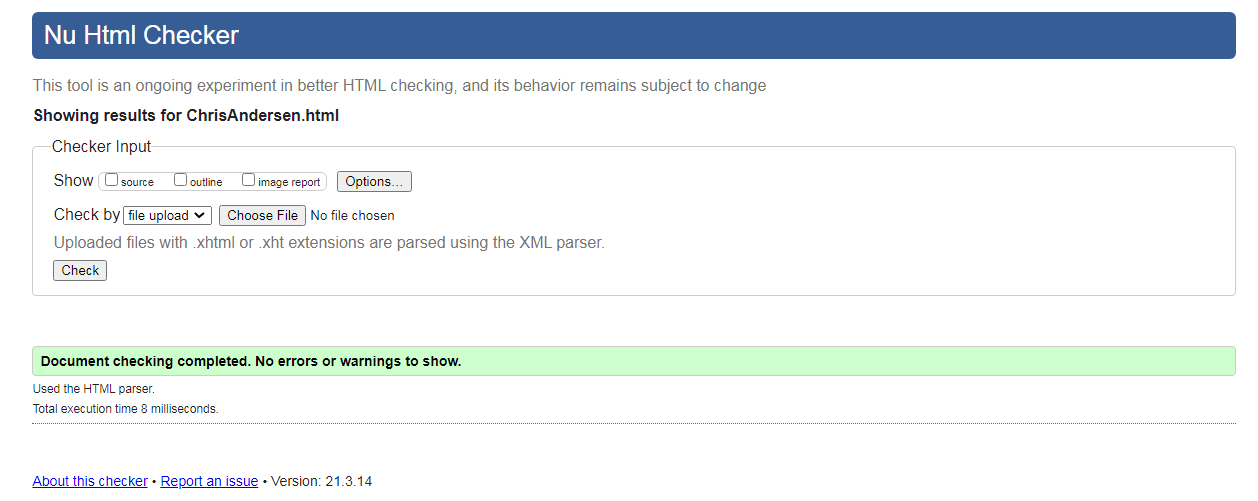 Nu Html Checker
This tool is an ongoing experiment in better HTML checking, and its behavior remains subject to change
Showing results for ChrisAndersen.html
Checker Input
Show source outline image report Options...
Check by file upload Choose File No file chosen
Uploaded files with .xhtml or .xht extensions are parsed using the XML parser.
Check
Document checking completed. No errors or warnings to show.
Used the HTML parser.
Total execution time 8 milliseconds.
About this checker • Report an issue • Version: 21.3.14